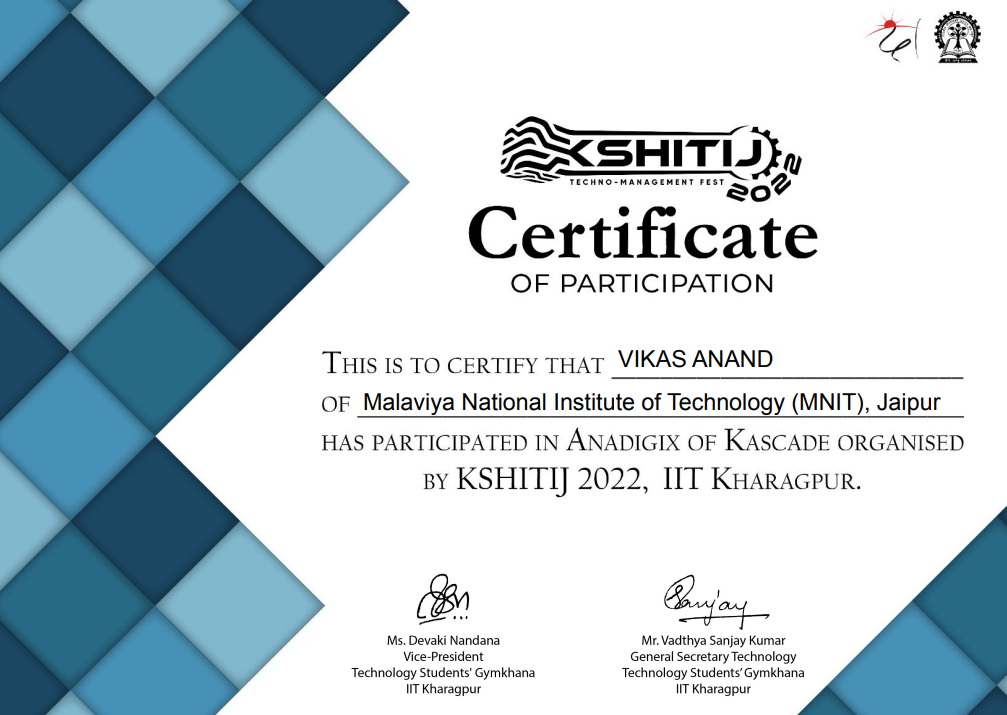 KSHITIJ
2022
TECHNO-MANAGEMENT FEST
Certificate
OF PARTICIPATION
THIS IS TO CERTIFY THAT VIKAS ANAND
OF Malaviya National Institute of Technology (MNIT), Jaipur
HAS PARTICIPATED IN ANADIGIX OF KASCADE ORGANISED
BY KSHITIJ 2022, IIT KHARAGPUR.
Sanjay
Ms. Devaki Nandana
Vice-President
Technology Students' Gymkhana
IIT Kharagpur
Mr. Vadthya Sanjay Kumar
General Secretary Technology
Technology Students' Gymkhana
IIT Kharagpur